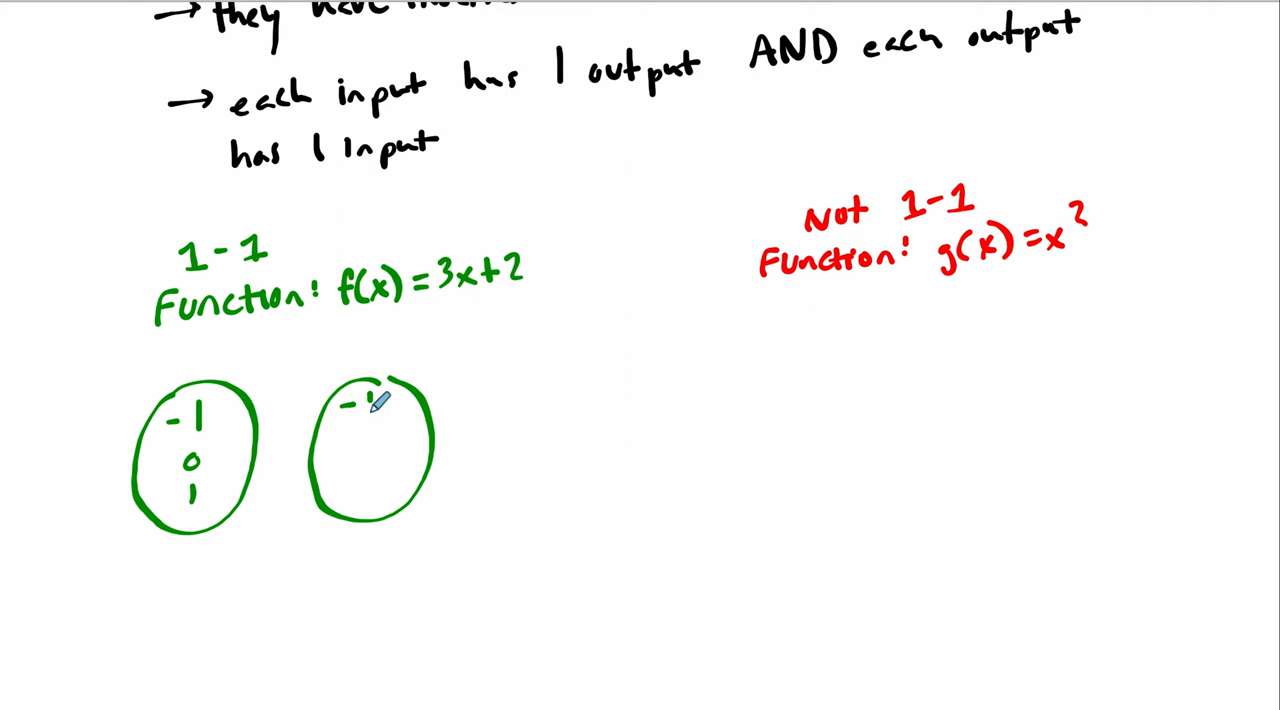 → they have
→ each input has 1 output AND each output
has 1 input
1-1
Function: f(x)=3x+2
Not 1-1
Function: g(x)=x²
-1
0
1
-1